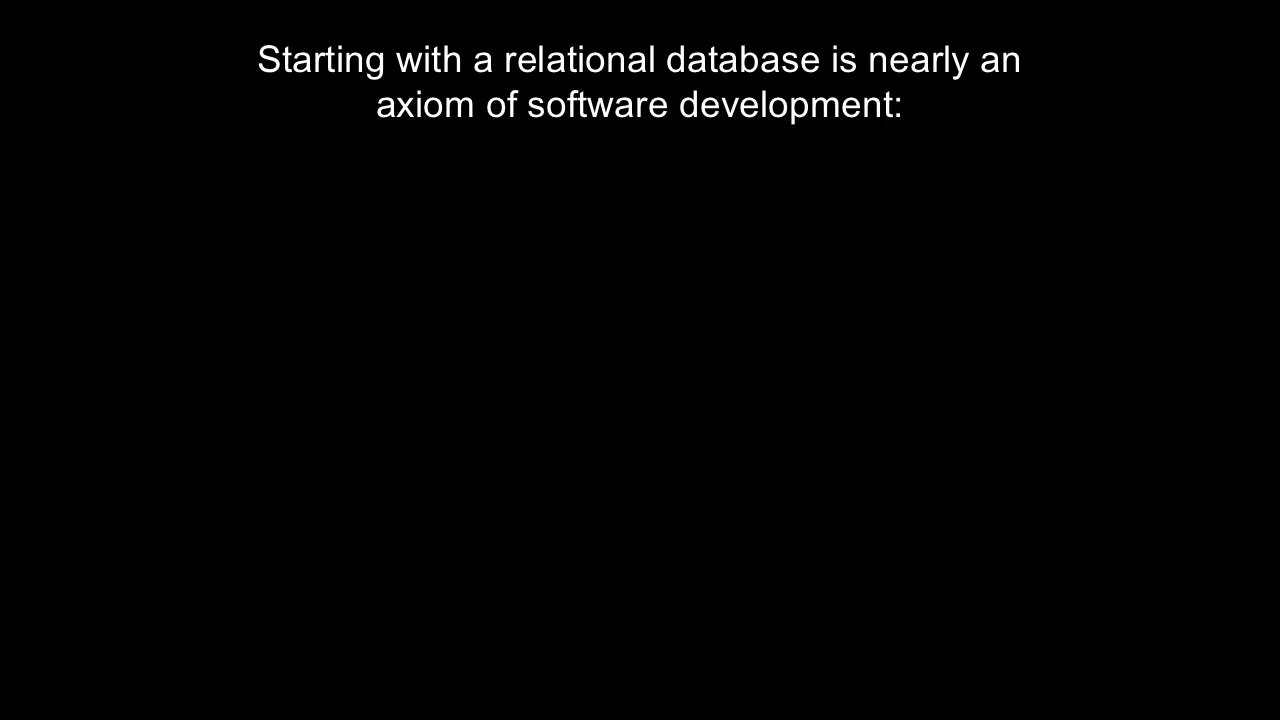 Starting with a relational database is nearly an
axiom of software development: